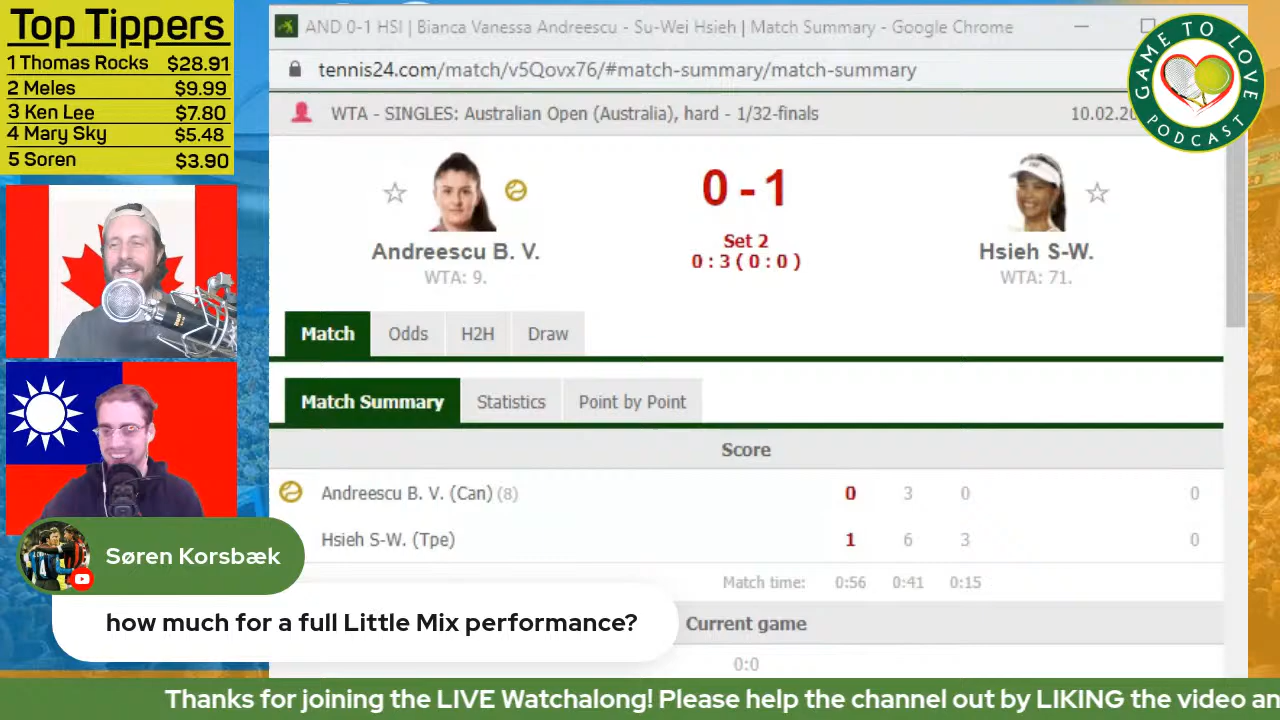 Top Tippers
1 Thomas Rocks $28.91
2 Meles $9.99
3 Ken Lee $7.80
4 Mary Sky $5.48
5 Soren $3.90
AND 0-1 HSI | Bianca Vanessa Andreescu - Su-Wei Hsieh | Match Summary - Google Chrome
tennis24.com/match/v5Qovx76/#match-summary/match-summary
GAME TO LOVE
PODCAST
WTA - SINGLES: Australian Open (Australia), hard - 1/32-finals 10.02.20
0 - 1
Set 2
0 : 3 ( 0 : 0 )
Andreescu B. V.
WTA: 9.
Hsieh S-W.
WTA: 71.
Match Odds H2H Draw
Match Summary Statistics Point by Point
Score
Andreescu B. V. (Can) (8) 0 3 0 0
Hsieh S-W. (Tpe) 1 6 3 0
Match time: 0:56 0:41 0:15
Current game
0:0
Søren Korsbæk
how much for a full Little Mix performance?
Thanks for joining the LIVE Watchalong! Please help the channel out by LIKING the video an